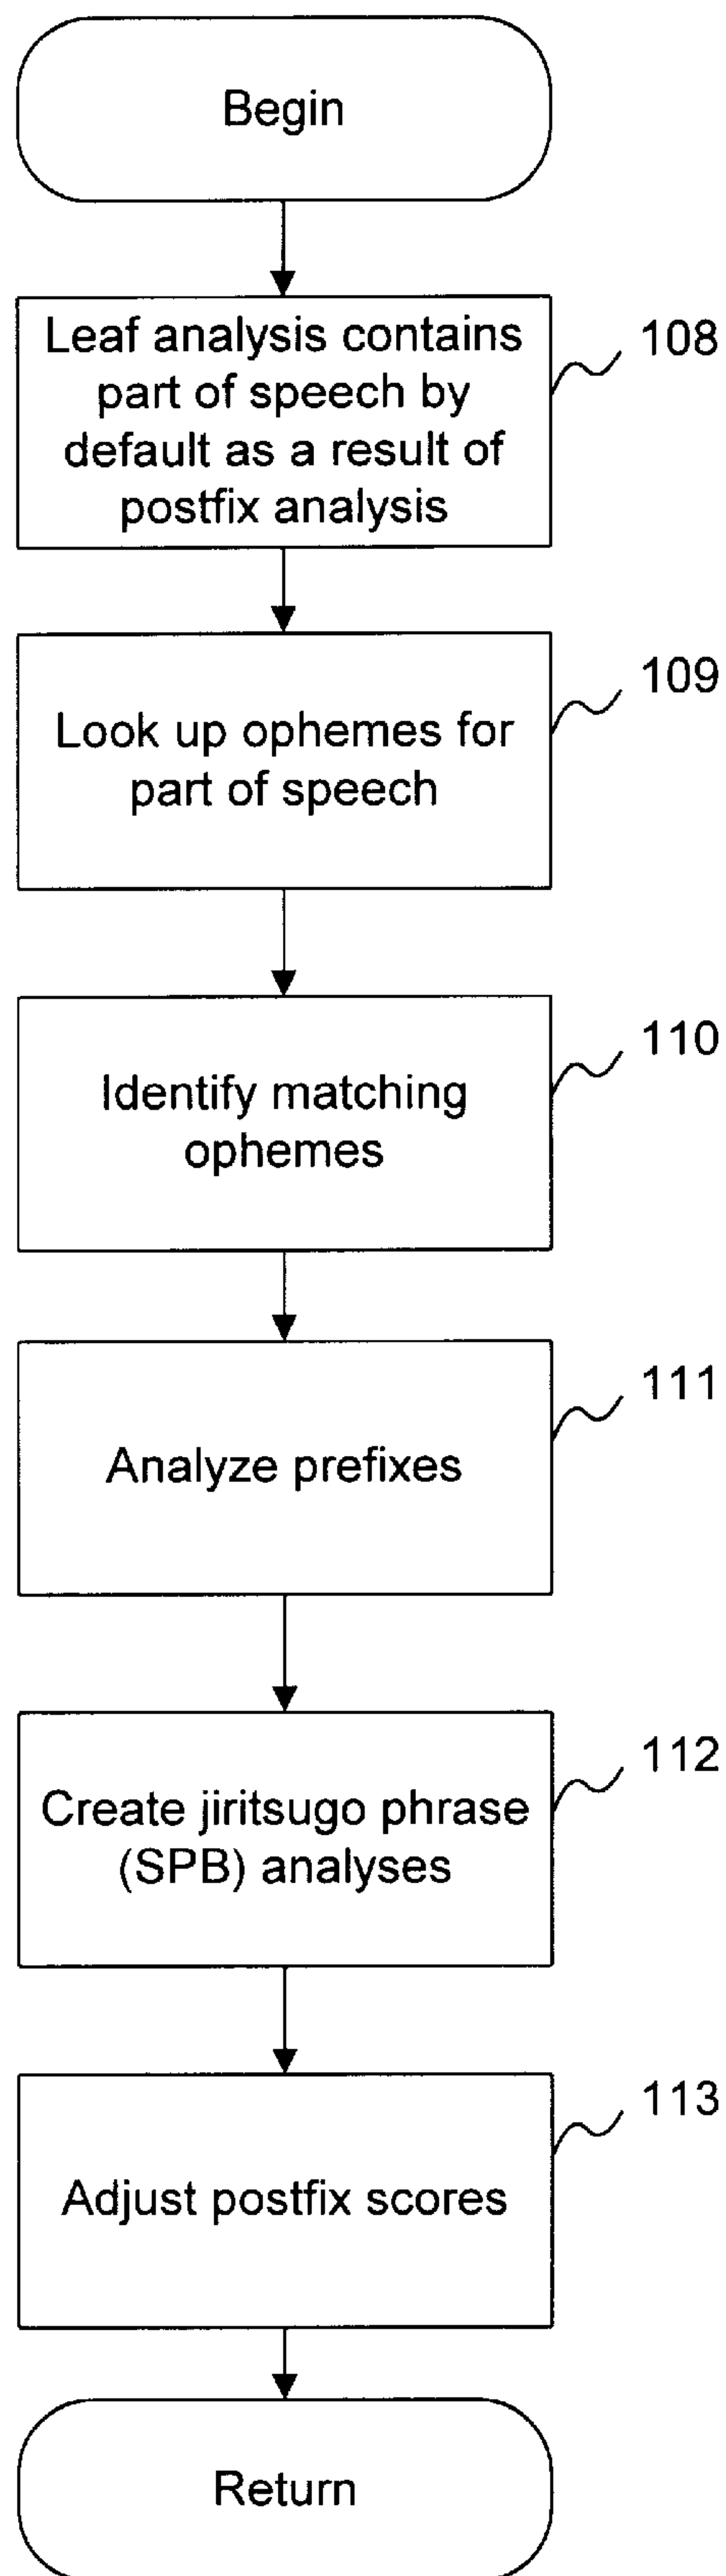 Begin
Leaf analysis contains
part of speech by
default as a result of
postfix analysis
108
Look up ophemes for
part of speech
109
Identify matching
ophemes
110
Analyze prefixes
111
Create jiritsugo phrase
(SPB) analyses
112
Adjust postfix scores
113
Return